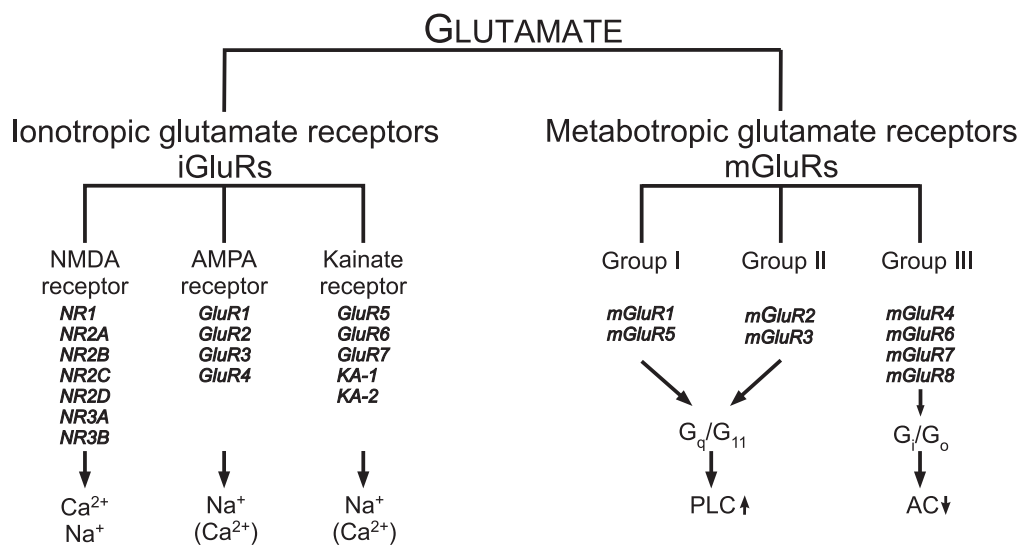 GLUTAMATE
Ionotropic glutamate receptors
iGluRs
NMDA
receptor
NR1
NR2A
NR2B
NR2C
NR2D
NR3A
NR3B
Ca²⁺
Na⁺
AMPA
receptor
GluR1
GluR2
GluR3
GluR4
Na⁺
(Ca²⁺)
Kainate
receptor
GluR5
GluR6
GluR7
KA-1
KA-2
Na⁺
(Ca²⁺)
Metabotropic glutamate receptors
mGluRs
Group I
mGluR1
mGluR5
Group II
mGluR2
mGluR3
Gq/G₁₁
PLC
Group III
mGluR4
mGluR6
mGluR7
mGluR8
Gi/Go
AC